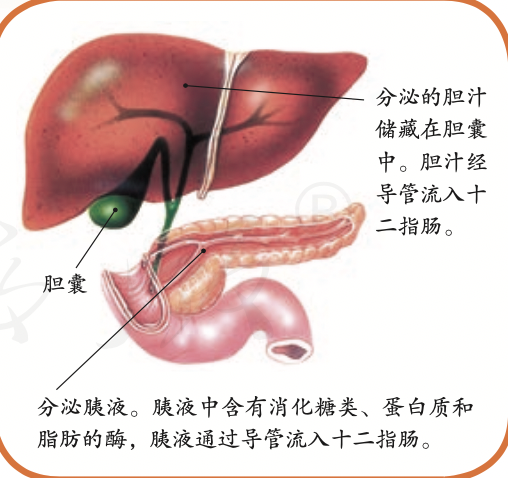 分泌的胆汁
储藏在胆囊
中。胆汁经
导管流入十
二指肠。
胆囊
分泌胰液。胰液中含有消化糖类、蛋白质和
脂肪的酶，胰液通过导管流入十二指肠。
®